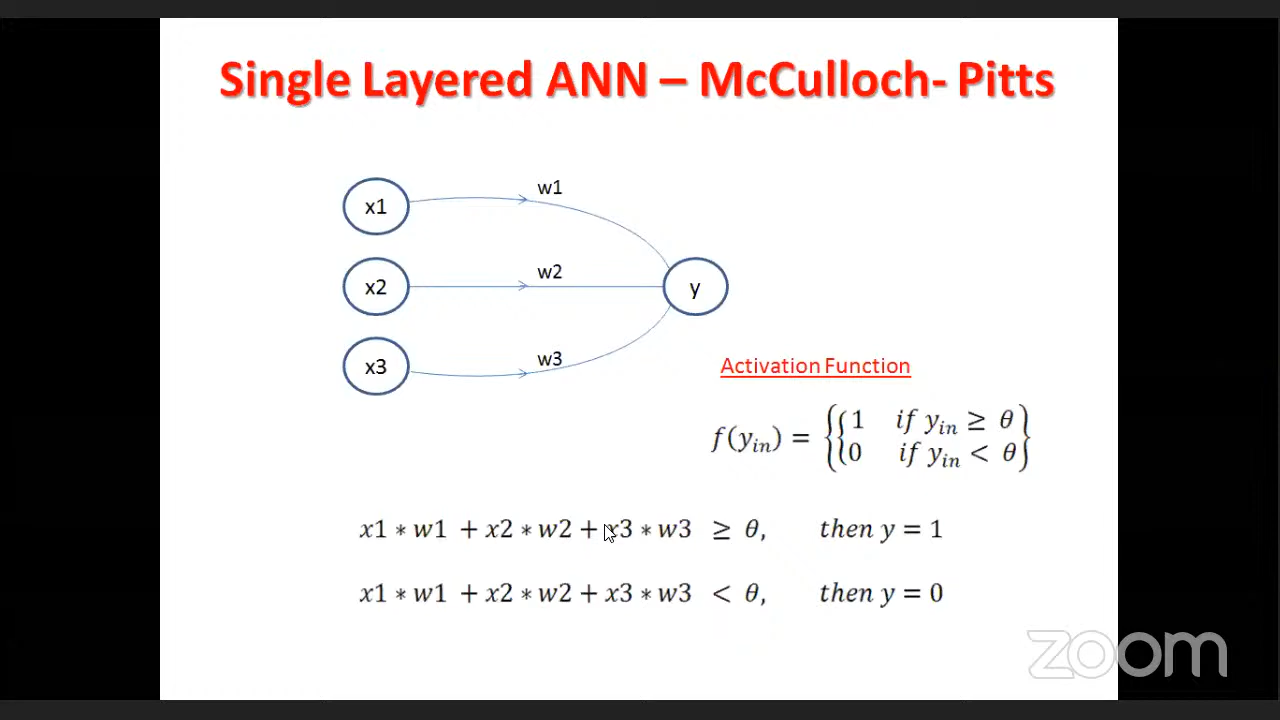 Single Layered ANN – McCulloch- Pitts
w1
x1
w2
x2
y
w3
x3
Activation Function
f(y_in) = {{1 if y_in ≥ θ
0 if y_in < θ}
x1 * w1 + x2 * w2 + x3 * w3 ≥ θ, then y = 1
x1 * w1 + x2 * w2 + x3 * w3 < θ, then y = 0
zoom